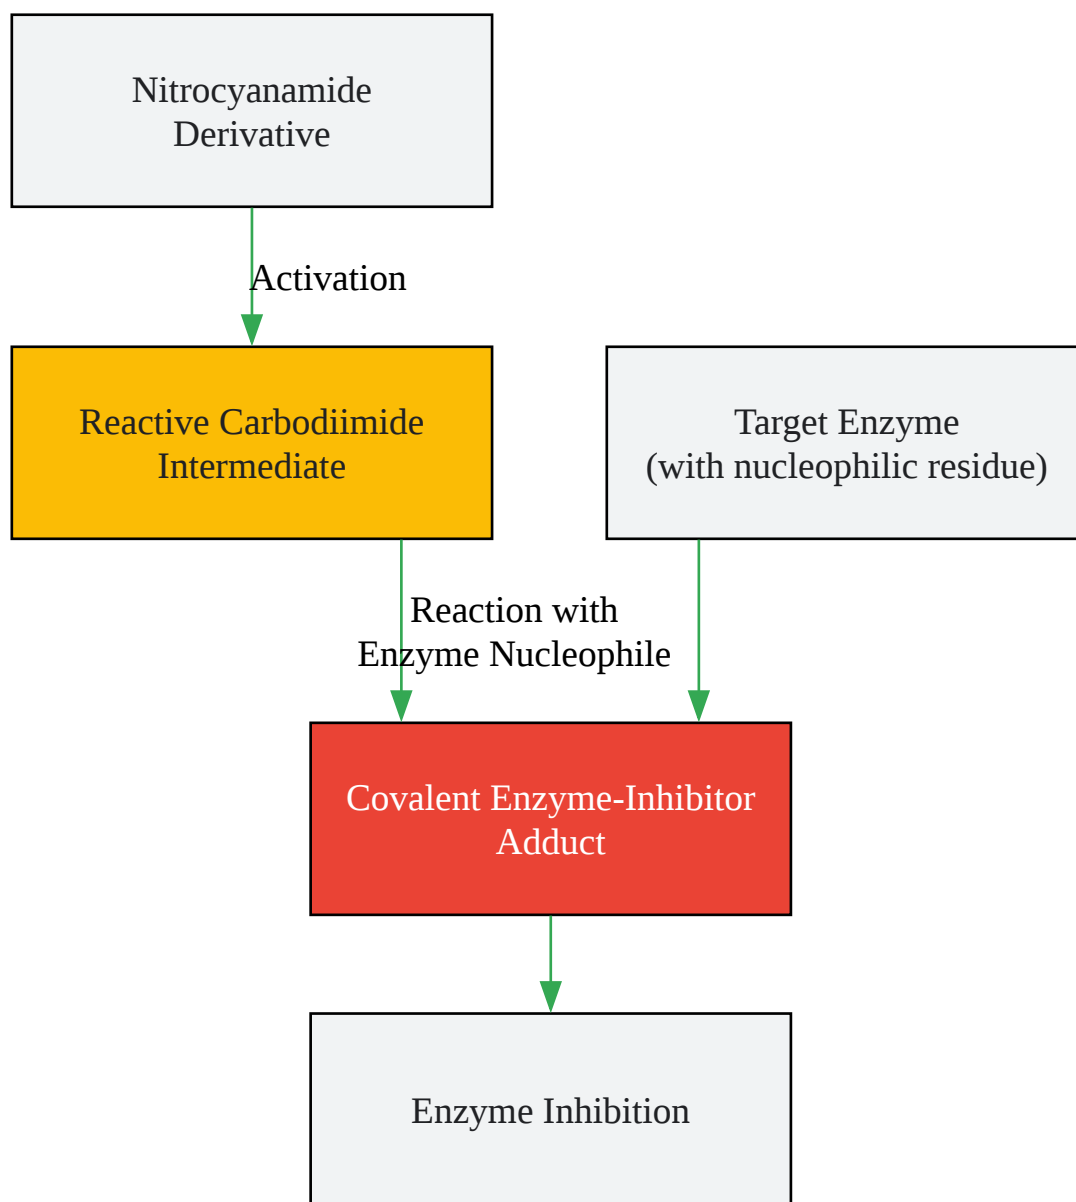 Nitrocyanamide
Derivative
Activation
Reactive Carbodiimide
Intermediate
Target Enzyme
(with nucleophilic residue)
Reaction with
Enzyme Nucleophile
Covalent Enzyme-Inhibitor
Adduct
Enzyme Inhibition